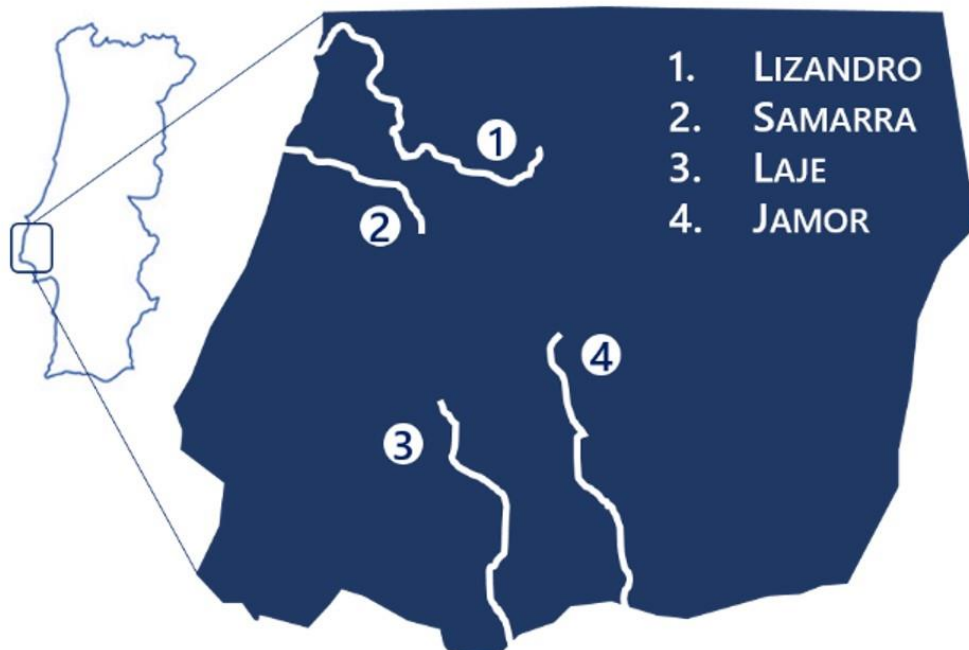 1. LIZANDRO
2. SAMARRA
3. LAJE
4. JAMOR
1
2
4
3